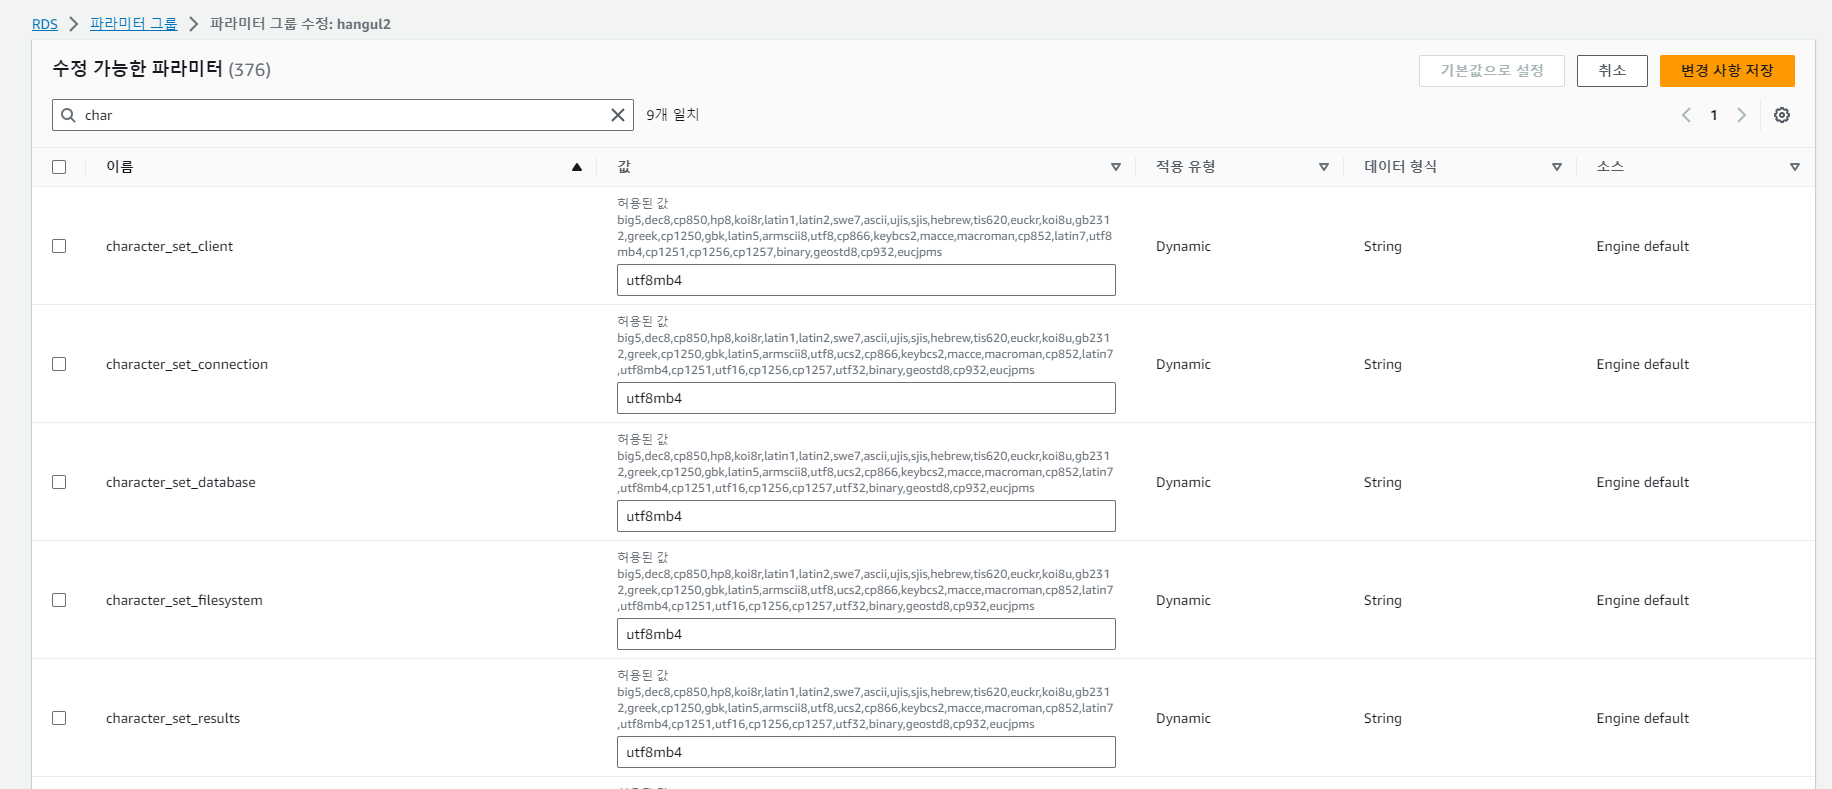 RDS > 파라미터 그룹 > 파라미터 그룹 수정: hangul2
수정 가능한 파라미터 (376)
기본값으로 설정 취소 변경 사항 저장
char 9개 일치 1
이름 값 적용 유형 데이터 형식 소스
허용된 값
big5,dec8,cp850,hp8,koi8r,latin1,latin2,swe7,ascii,ujis,sjis,hebrew,tis620,euckr,koi8u,gb231
2,greek,cp1250,gbk,latin5,armscii8,utf8,cp866,keybcs2,macce,macroman,cp852,latin7,utf8
mb4,cp1251,cp1256,cp1257,binary,geostd8,cp932,eucjpms
character_set_client Dynamic String Engine default
utf8mb4
허용된 값
big5,dec8,cp850,hp8,koi8r,latin1,latin2,swe7,ascii,ujis,sjis,hebrew,tis620,euckr,koi8u,gb231
2,greek,cp1250,gbk,latin5,armscii8,utf8,ucs2,cp866,keybcs2,macce,macroman,cp852,latin7
,utf8mb4,cp1251,utf16,cp1256,cp1257,utf32,binary,geostd8,cp932,eucjpms
character_set_connection Dynamic String Engine default
utf8mb4
허용된 값
big5,dec8,cp850,hp8,koi8r,latin1,latin2,swe7,ascii,ujis,sjis,hebrew,tis620,euckr,koi8u,gb231
2,greek,cp1250,gbk,latin5,armscii8,utf8,ucs2,cp866,keybcs2,macce,macroman,cp852,latin7
,utf8mb4,cp1251,utf16,cp1256,cp1257,utf32,binary,geostd8,cp932,eucjpms
character_set_database Dynamic String Engine default
utf8mb4
허용된 값
big5,dec8,cp850,hp8,koi8r,latin1,latin2,swe7,ascii,ujis,sjis,hebrew,tis620,euckr,koi8u,gb231
2,greek,cp1250,gbk,latin5,armscii8,utf8,ucs2,cp866,keybcs2,macce,macroman,cp852,latin7
,utf8mb4,cp1251,utf16,cp1256,cp1257,utf32,binary,geostd8,cp932,eucjpms
character_set_filesystem Dynamic String Engine default
utf8mb4
허용된 값
big5,dec8,cp850,hp8,koi8r,latin1,latin2,swe7,ascii,ujis,sjis,hebrew,tis620,euckr,koi8u,gb231
2,greek,cp1250,gbk,latin5,armscii8,utf8,ucs2,cp866,keybcs2,macce,macroman,cp852,latin7
,utf8mb4,cp1251,utf16,cp1256,cp1257,utf32,binary,geostd8,cp932,eucjpms
character_set_results Dynamic String Engine default
utf8mb4